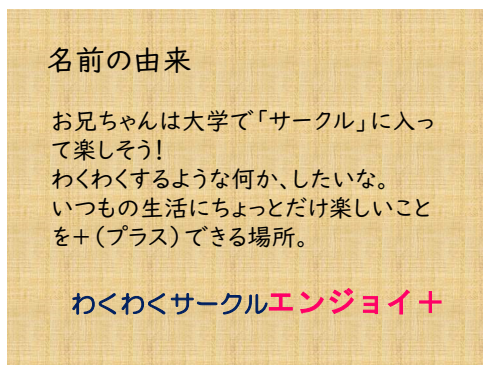 名前の由来
お兄ちゃんは大学で「サークル」に入っ
て楽しそう!
わくわくするような何か、したいな。
いつもの生活にちょっとだけ楽しいこと
を+(プラス)できる場所。
わくわくサークルエンジョイ+